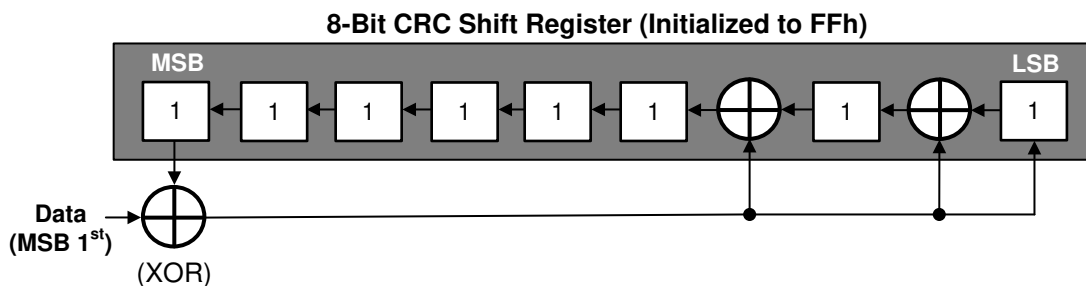 8-Bit CRC Shift Register (Initialized to FFh)
MSB LSB
1 1 1 1 1 1 1 1
Data
(MSB 1st)
(XOR)